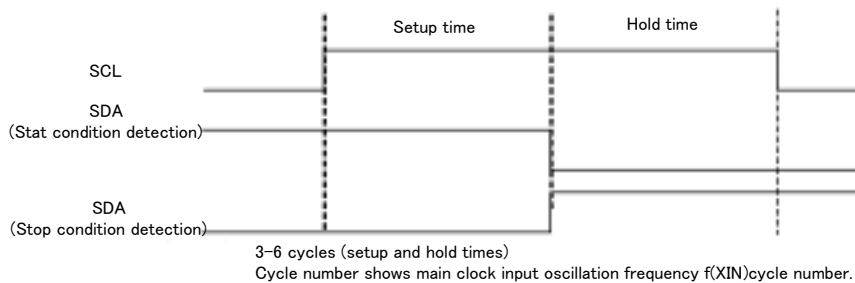 Setup time
Hold time
SCL
SDA
(Stat condition detection)
SDA
(Stop condition detection)
3-6 cycles (setup and hold times)
Cycle number shows main clock input oscillation frequency f(XIN)cycle number.